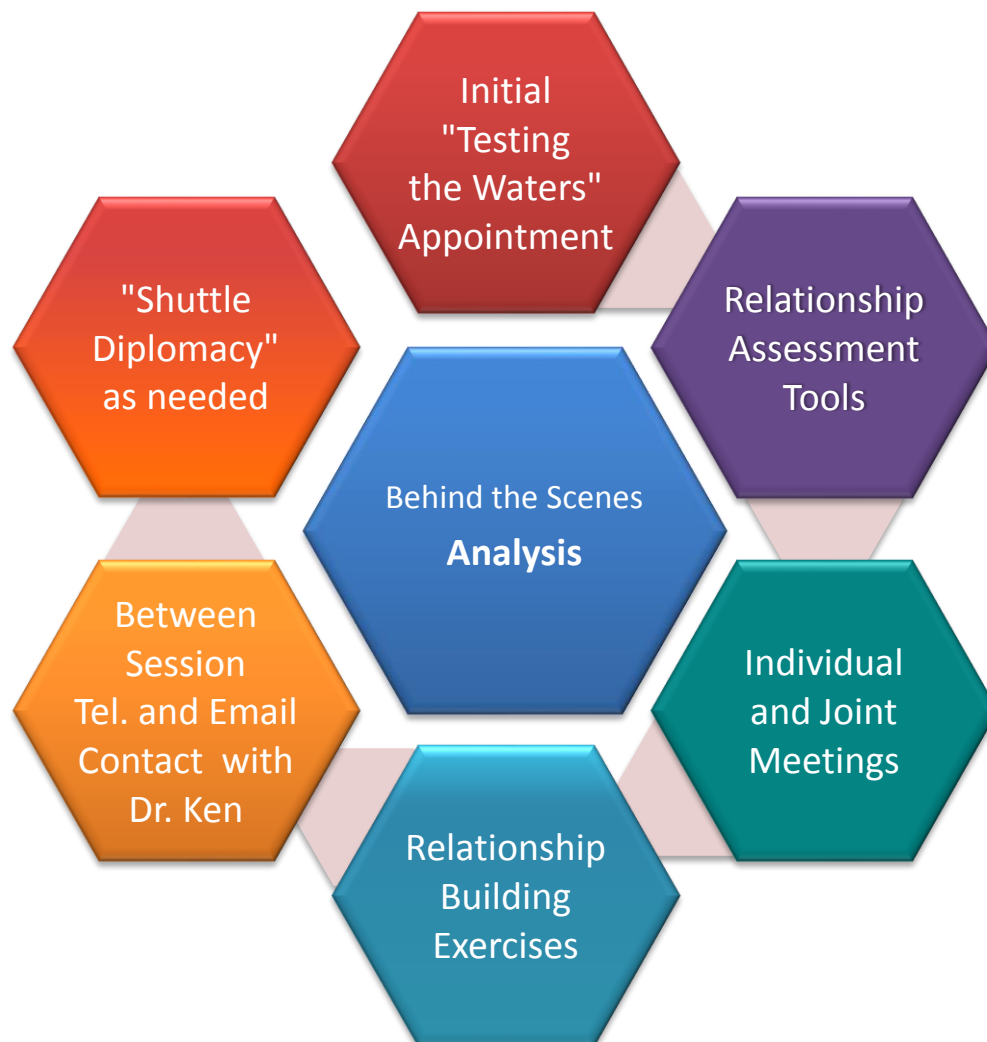 Initial
"Testing
the Waters"
Appointment
Relationship
Assessment
Tools
Individual
and Joint
Meetings
Relationship
Building
Exercises
Between
Session
Tel. and Email
Contact  with
Dr. Ken
"Shuttle
Diplomacy"
as needed
Behind the Scenes
Analysis